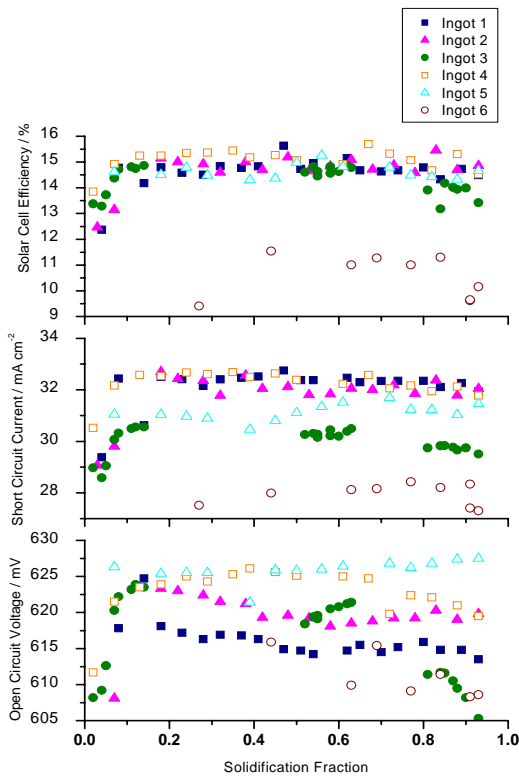 Ingot 1
Ingot 2
Ingot 3
Ingot 4
Ingot 5
Ingot 6
Solar Cell Efficiency / %
16
15
14
13
12
11
10
9
Short Circuit Current / mA cm-2
34
32
30
28
26
Open Circuit Voltage / mV
630
625
620
615
610
605
0.0 0.2 0.4 0.6 0.8 1.0
Solidification Fraction